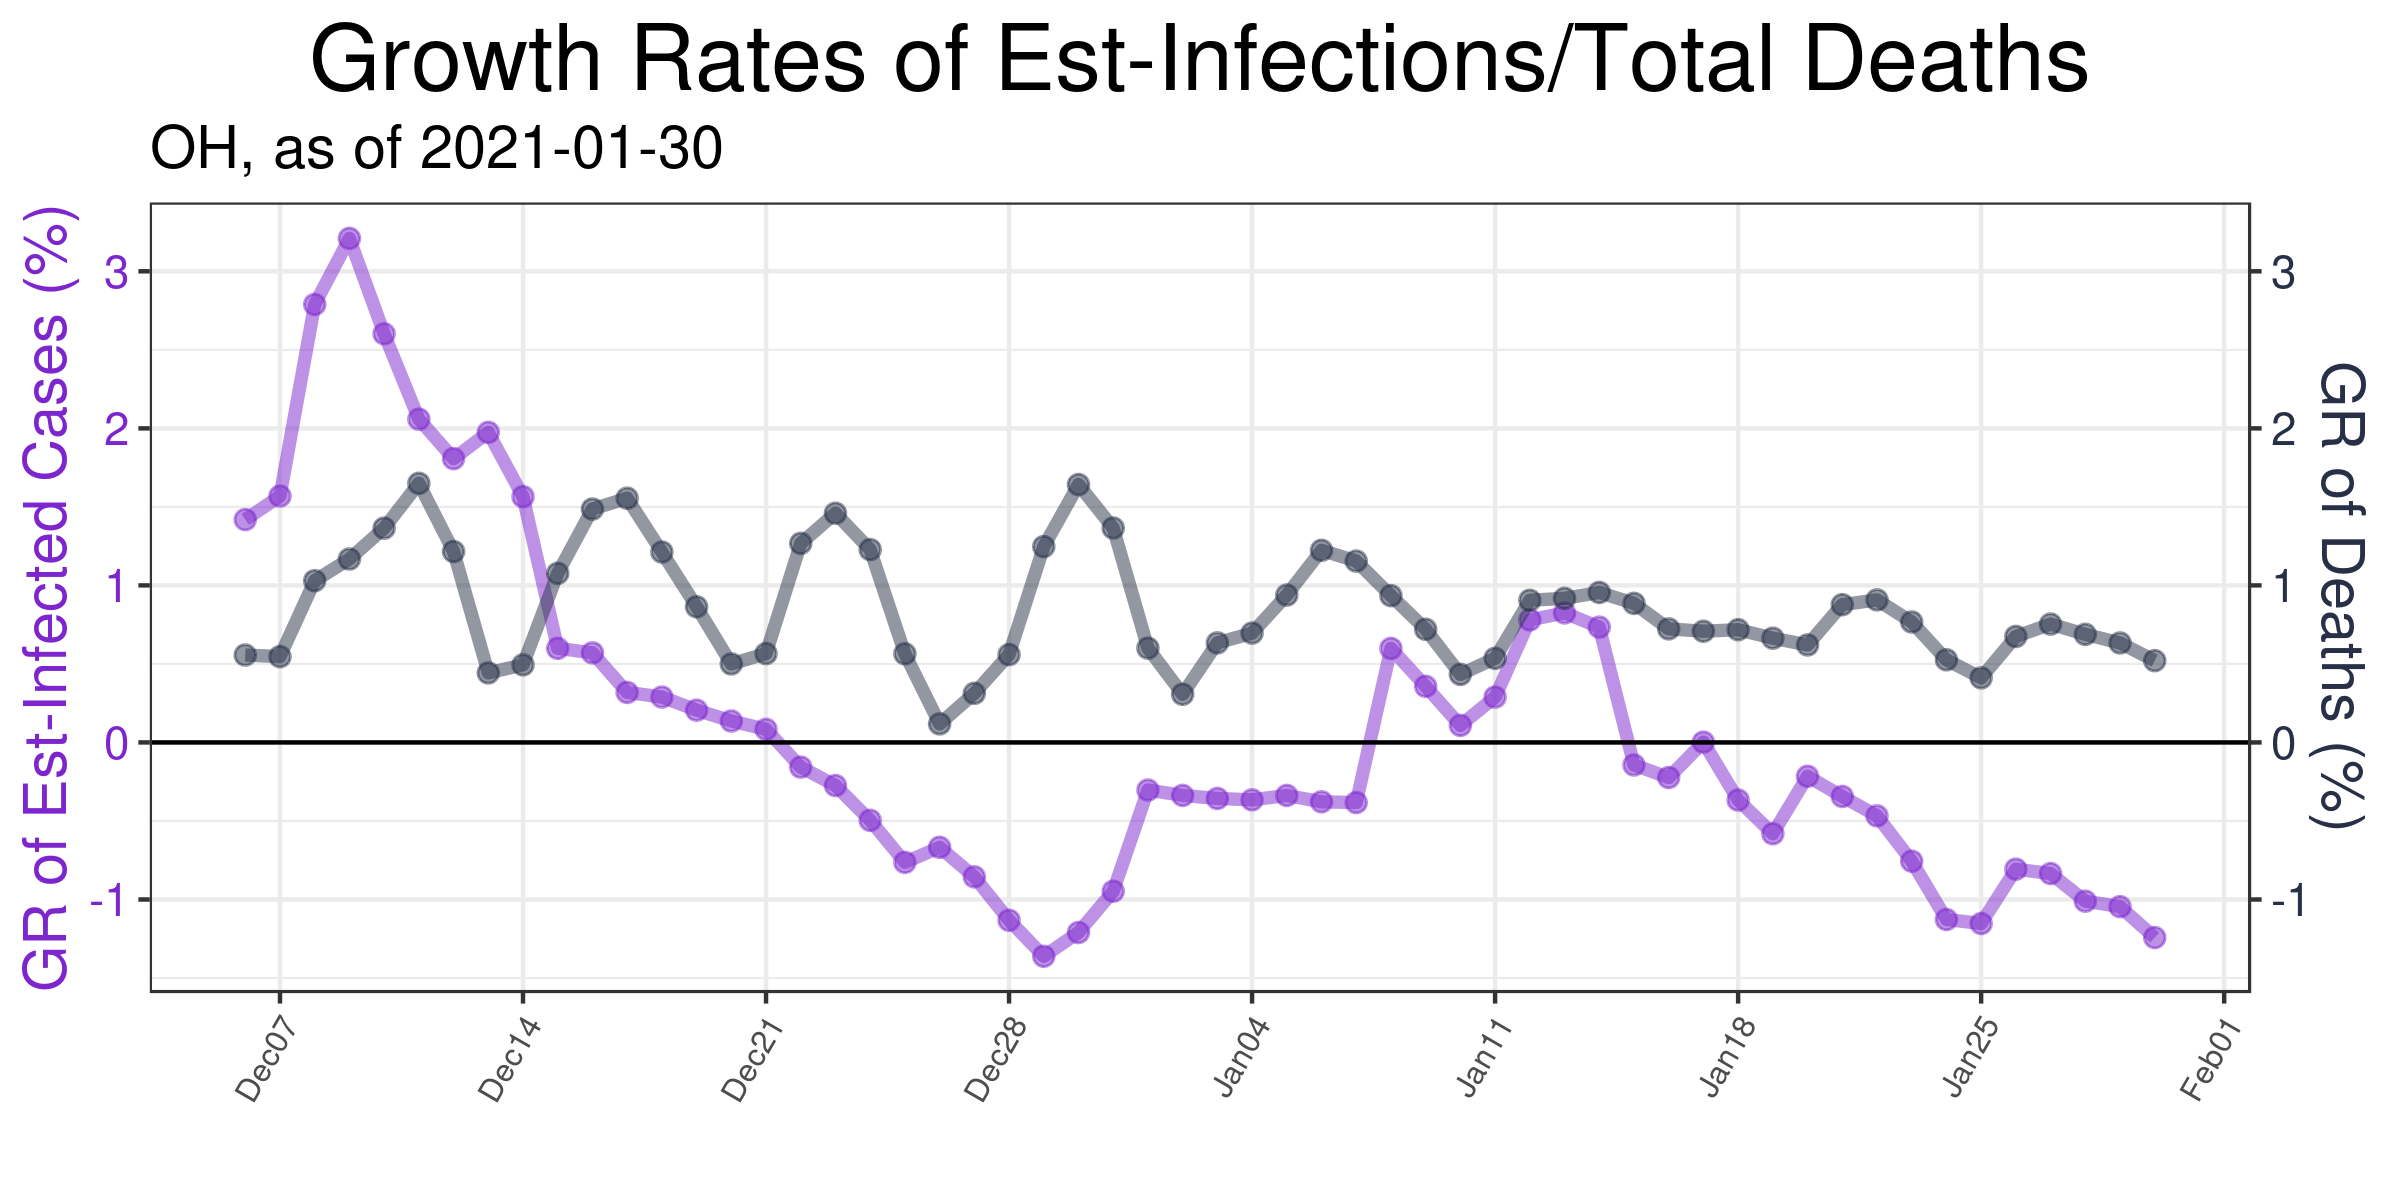 Growth Rates of Est-Infections/Total Deaths
OH, as of 2021-01-30
GR of Est-Infected Cases (%)
3
2
1
0
-1
3
2
1
0
-1
GR of Deaths (%)
Dec07
Dec14
Dec21
Dec28
Jan04
Jan11
Jan18
Jan25
Feb01